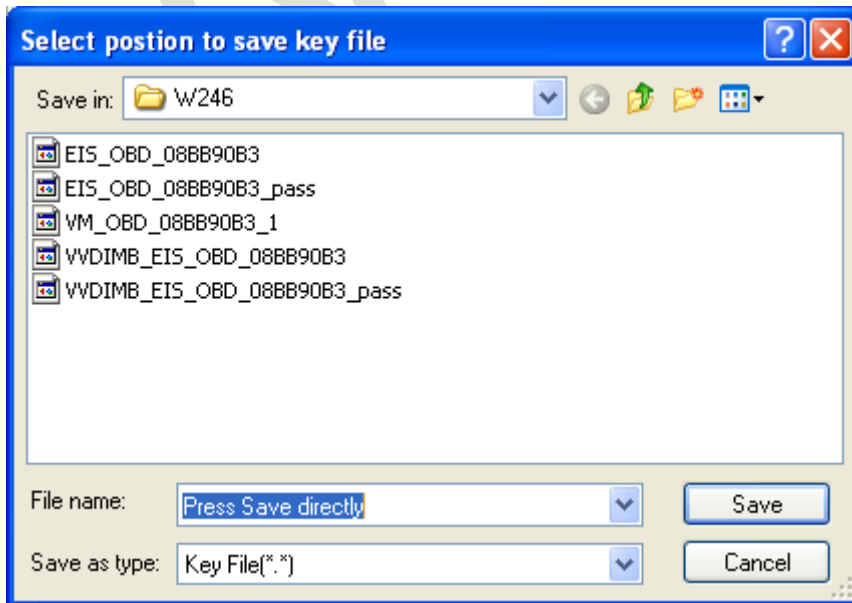 Select postion to save key file
Save in: W246
EIS_OBD_08BB90B3
EIS_OBD_08BB90B3_pass
VM_OBD_08BB90B3_1
VVDIMB_EIS_OBD_08BB90B3
VVDIMB_EIS_OBD_08BB90B3_pass
File name: Press Save directly Save
Save as type: Key File(*.*) Cancel